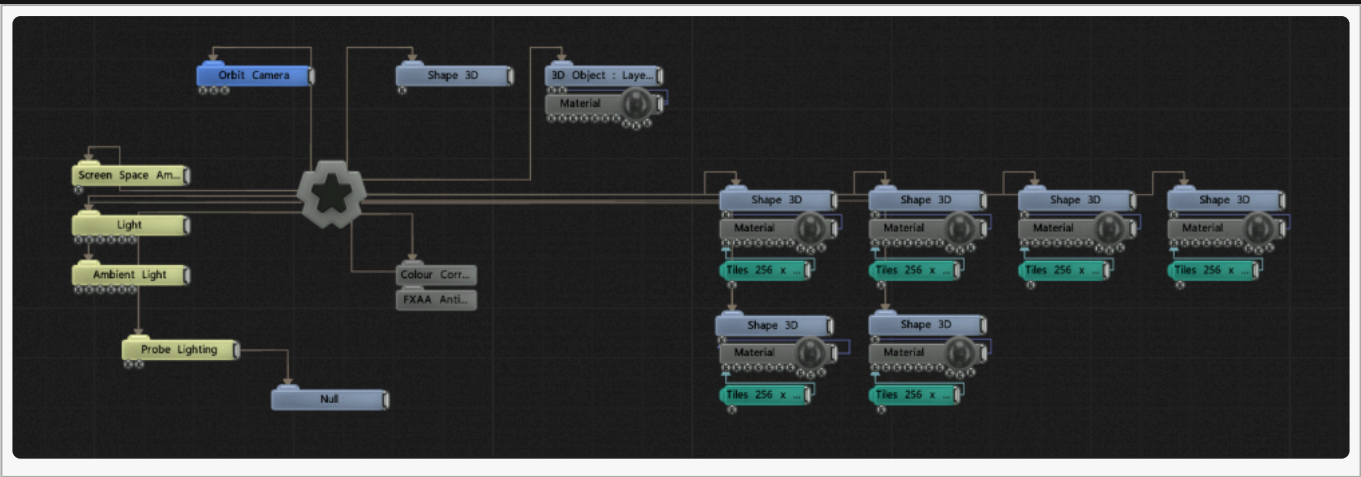 Orbit Camera
Shape 3D
3D Object : Laye...
Material
Screen Space Am...
Light
Ambient Light
Colour Corr...
FXAA Anti...
Probe Lighting
Null
Shape 3D
Shape 3D
Shape 3D
Shape 3D
Material
Material
Material
Material
Tiles 256 x ...
Tiles 256 x ...
Tiles 256 x ...
Tiles 256 x ...
Shape 3D
Shape 3D
Material
Material
Tiles 256 x ...
Tiles 256 x ...